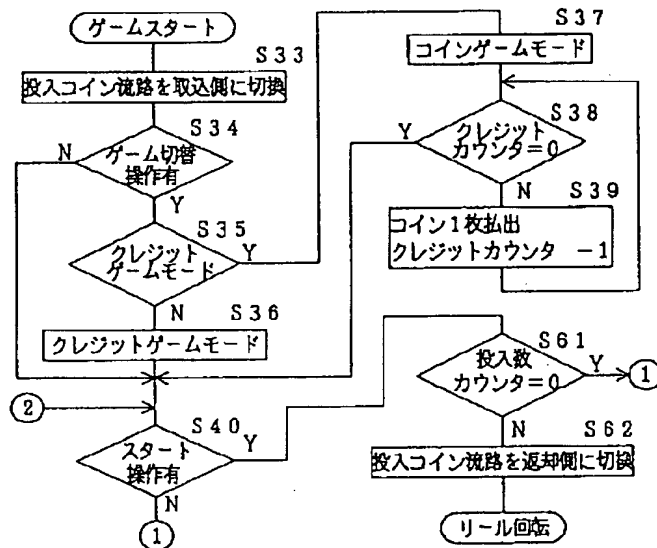 ゲームスタート
S33
投入コイン流路を取込側に切換
S34
N
ゲーム切替
操作有
Y
S35
クレジット
ゲームモード
Y
N
S36
クレジットゲームモード
②
S40
スタート
操作有
Y
N
①
S37
コインゲームモード
S38
Y
クレジット
カウンタ=0
N
S39
コイン1枚払出
クレジットカウンタ -1
S61
投入数
カウンタ=0
Y
①
N
S62
投入コイン流路を返却側に切換
リール回転